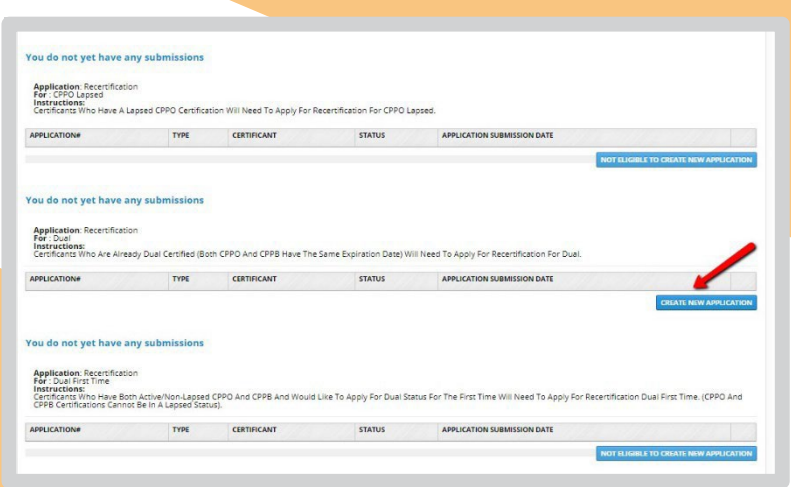 You do not yet have any submissions
Application: Recertification
For : CPPO Lapsed
Instructions:
Certificants Who Have A Lapsed CPPO Certification Will Need To Apply For Recertification For CPPO Lapsed.
APPLICATION# TYPE CERTIFICANT STATUS APPLICATION SUBMISSION DATE
NOT ELIGIBLE TO CREATE NEW APPLICATION
You do not yet have any submissions
Application: Recertification
For : Dual
Instructions:
Certificants Who Are Already Dual Certified (Both CPPO And CPPB Have The Same Expiration Date) Will Need To Apply For Recertification For Dual.
APPLICATION# TYPE CERTIFICANT STATUS APPLICATION SUBMISSION DATE
CREATE NEW APPLICATION
You do not yet have any submissions
Application: Recertification
For : Dual First Time
Instructions:
Certificants Who Have Both Active/Non-Lapsed CPPO And CPPB And Would Like To Apply For Dual Status For The First Time Will Need To Apply For Recertification Dual First Time. (CPPO And
CPPB Certifications Cannot Be In A Lapsed Status).
APPLICATION# TYPE CERTIFICANT STATUS APPLICATION SUBMISSION DATE
NOT ELIGIBLE TO CREATE NEW APPLICATION